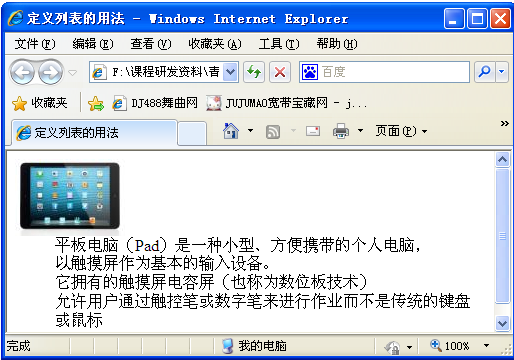 定义列表的用法 - Windows Internet Explorer
文件(F) 编辑(E) 查看(V) 收藏夹(A) 工具(T) 帮助(H)
F:\课程研发资料\青 百度
收藏夹 DJ488舞曲网 JUJUMAO宽带宝藏网 - j...
定义列表的用法 页面(P)
平板电脑（Pad）是一种小型、方便携带的个人电脑，
以触摸屏作为基本的输入设备。
它拥有的触摸屏电容屏（也称为数位板技术）
允许用户通过触控笔或数字笔来进行作业而不是传统的键盘
或鼠标
完成 我的电脑 100%